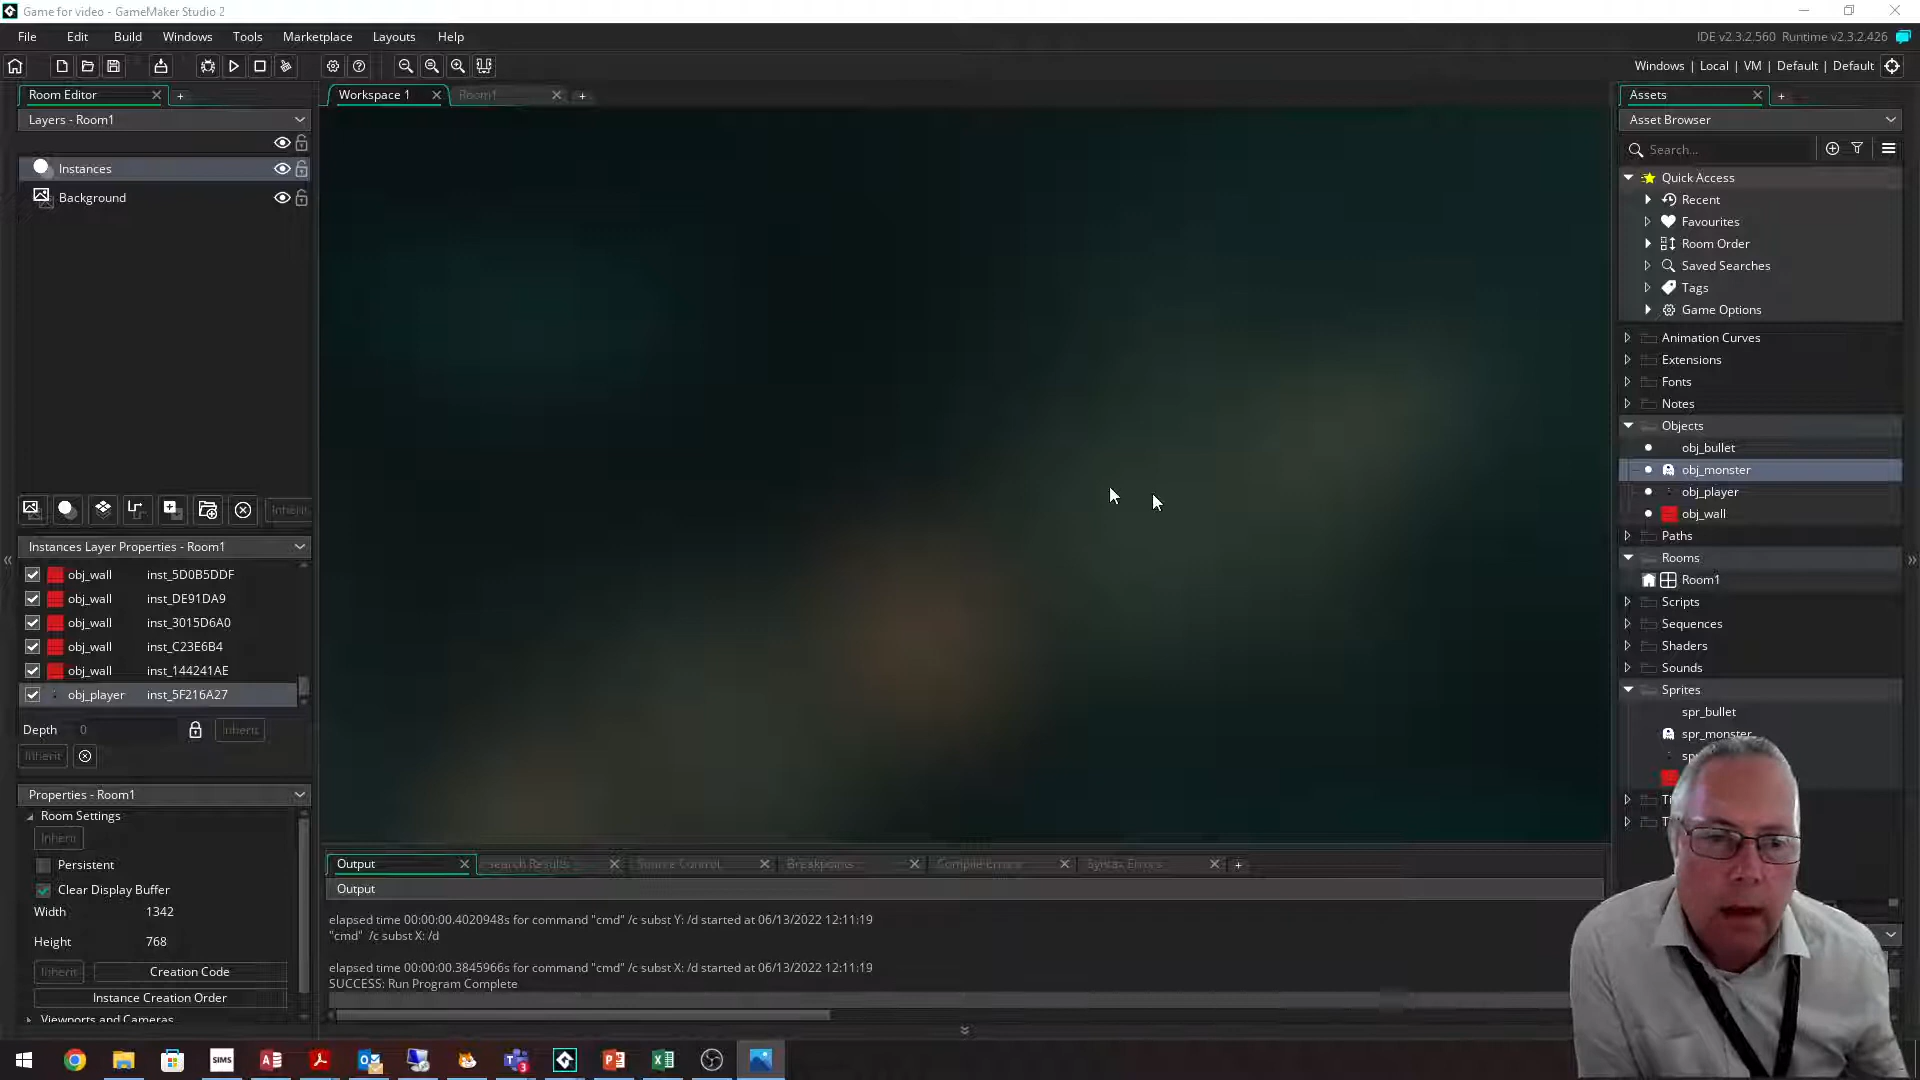 Game for video - GameMaker Studio 2
File Edit Build Windows Tools Marketplace Layouts Help
IDE v2.3.2.560 Runtime v2.3.2.426
Windows | Local | VM | Default | Default
Room Editor
Workspace 1
Room1
Assets
Layers - Room1
Asset Browser
Search...
Instances
Background
Quick Access
Recent
Favourites
Room Order
Saved Searches
Tags
Game Options
Animation Curves
Extensions
Fonts
Notes
Objects
obj_bullet
obj_monster
obj_player
obj_wall
Paths
Rooms
Room1
Scripts
Sequences
Shaders
Sounds
Sprites
spr_bullet
spr_monster
Inherit
Instances Layer Properties - Room1
obj_wall inst_5D0B5DDF
obj_wall inst_DE91DA9
obj_wall inst_3015D6A0
obj_wall inst_C23E6B4
obj_wall inst_144241AE
obj_player inst_5F216A27
Depth 0 Inherit
Inherit
Properties - Room1
Room Settings
Inherit
Persistent
Clear Display Buffer
Width 1342
Height 768
Inherit Creation Code
Instance Creation Order
Viewports and Cameras
Output Search Results Source Control Breakpoints Compile Errors Syntax Errors
Output
elapsed time 00:00:00.4020948s for command "cmd" /c subst Y: /d started at 06/13/2022 12:11:19
"cmd"  /c subst X: /d
elapsed time 00:00:00.3845966s for command "cmd" /c subst X: /d started at 06/13/2022 12:11:19
SUCCESS: Run Program Complete
SIMS
3